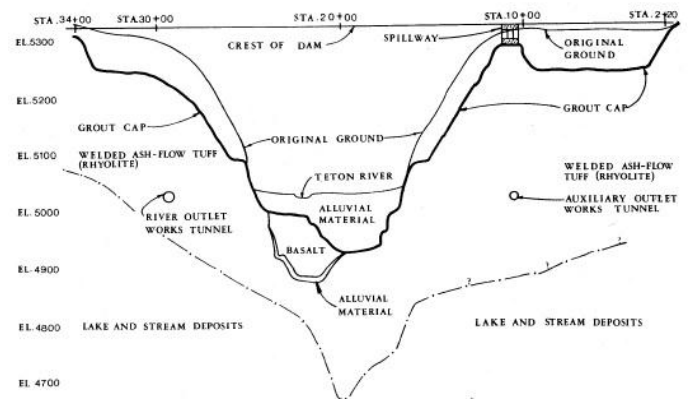 STA. 34+00
STA.30+00
STA.20+00
STA.10+00
STA.2+20
EL.5300
CREST OF DAM
SPILLWAY
ORIGINAL
GROUND
EL.5200
GROUT CAP
GROUT CAP
ORIGINAL GROUND
EL.5100
WELDED ASH-FLOW TUFF
(RHYOLITE)
TETON RIVER
WELDED ASH-FLOW
TUFF (RHYOLITE)
EL.5000
RIVER OUTLET
WORKS TUNNEL
ALLUVIAL
MATERIAL
AUXILIARY OUTLET
WORKS TUNNEL
BASALT
EL.4900
?
?
?
ALLUVIAL
MATERIAL
EL.4800
LAKE AND STREAM DEPOSITS
LAKE AND STREAM DEPOSITS
EL.4700